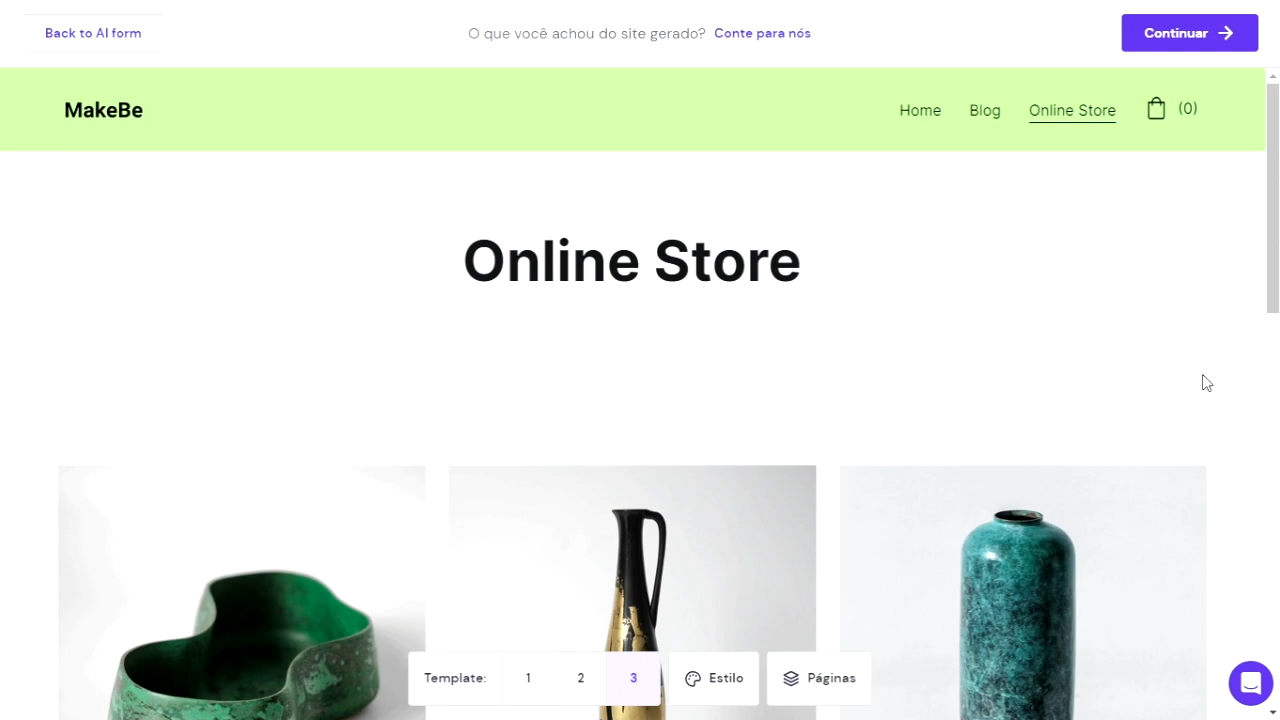 Back to AI form
O que você achou do site gerado? Conte para nós
Continuar
MakeBe
Home Blog Online Store (0)
Online Store
Template: 1 2 3 Estilo Páginas